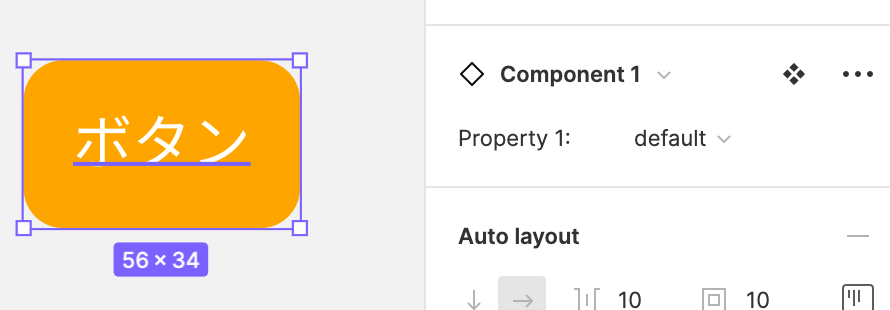 ボタン
56 × 34
Component 1
Property 1: default
Auto layout
10 10